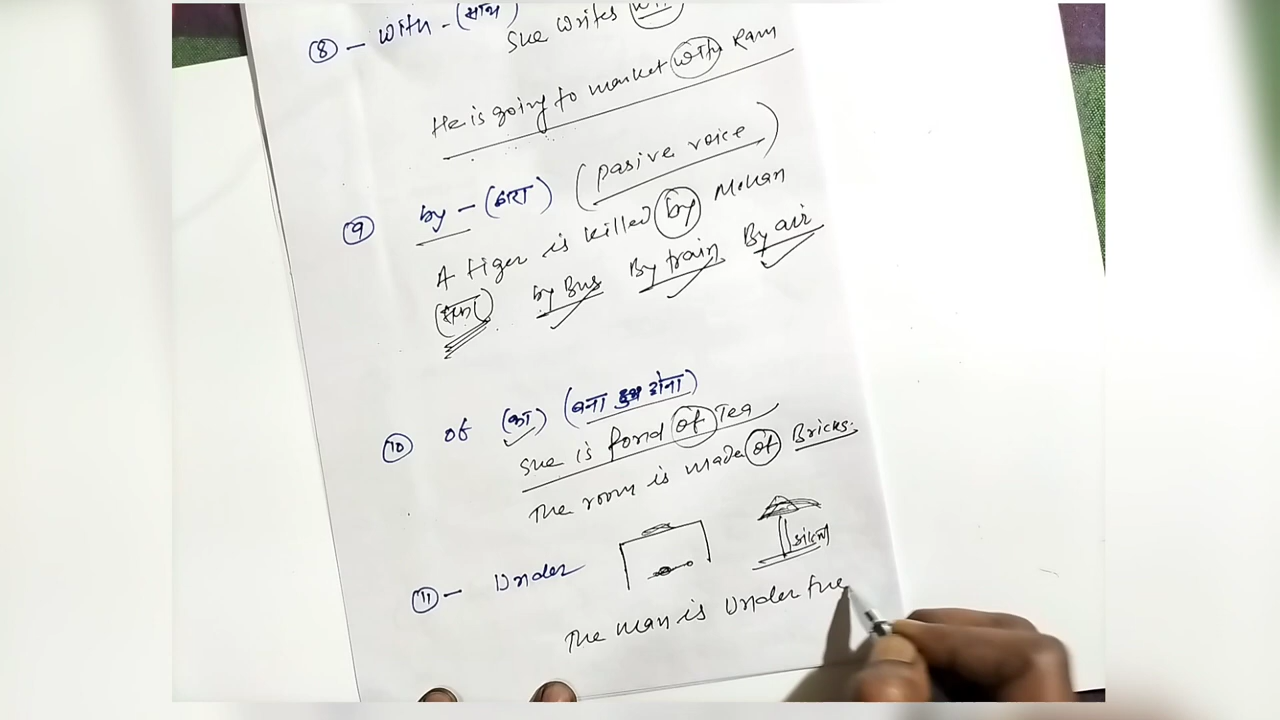 8 - with - (साथ)
She writes with
He is going to market with Ram
9 by - (द्वारा) (pasive voice)
A tiger is killed by Mohan
by Bus By train By air
10 of (का) (बना हुआ होना)
She is fond of Tea
The room is made of Bricks.
11 - Under
The man is Under the